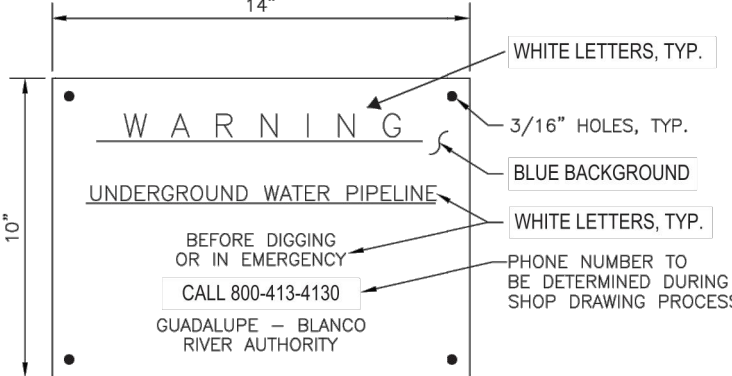 14"
WHITE LETTERS, TYP.
W A R N I N G
3/16" HOLES, TYP.
BLUE BACKGROUND
UNDERGROUND WATER PIPELINE
WHITE LETTERS, TYP.
10"
BEFORE DIGGING
OR IN EMERGENCY
PHONE NUMBER TO
BE DETERMINED DURING
SHOP DRAWING PROCESS
CALL 800-413-4130
GUADALUPE – BLANCO
RIVER AUTHORITY